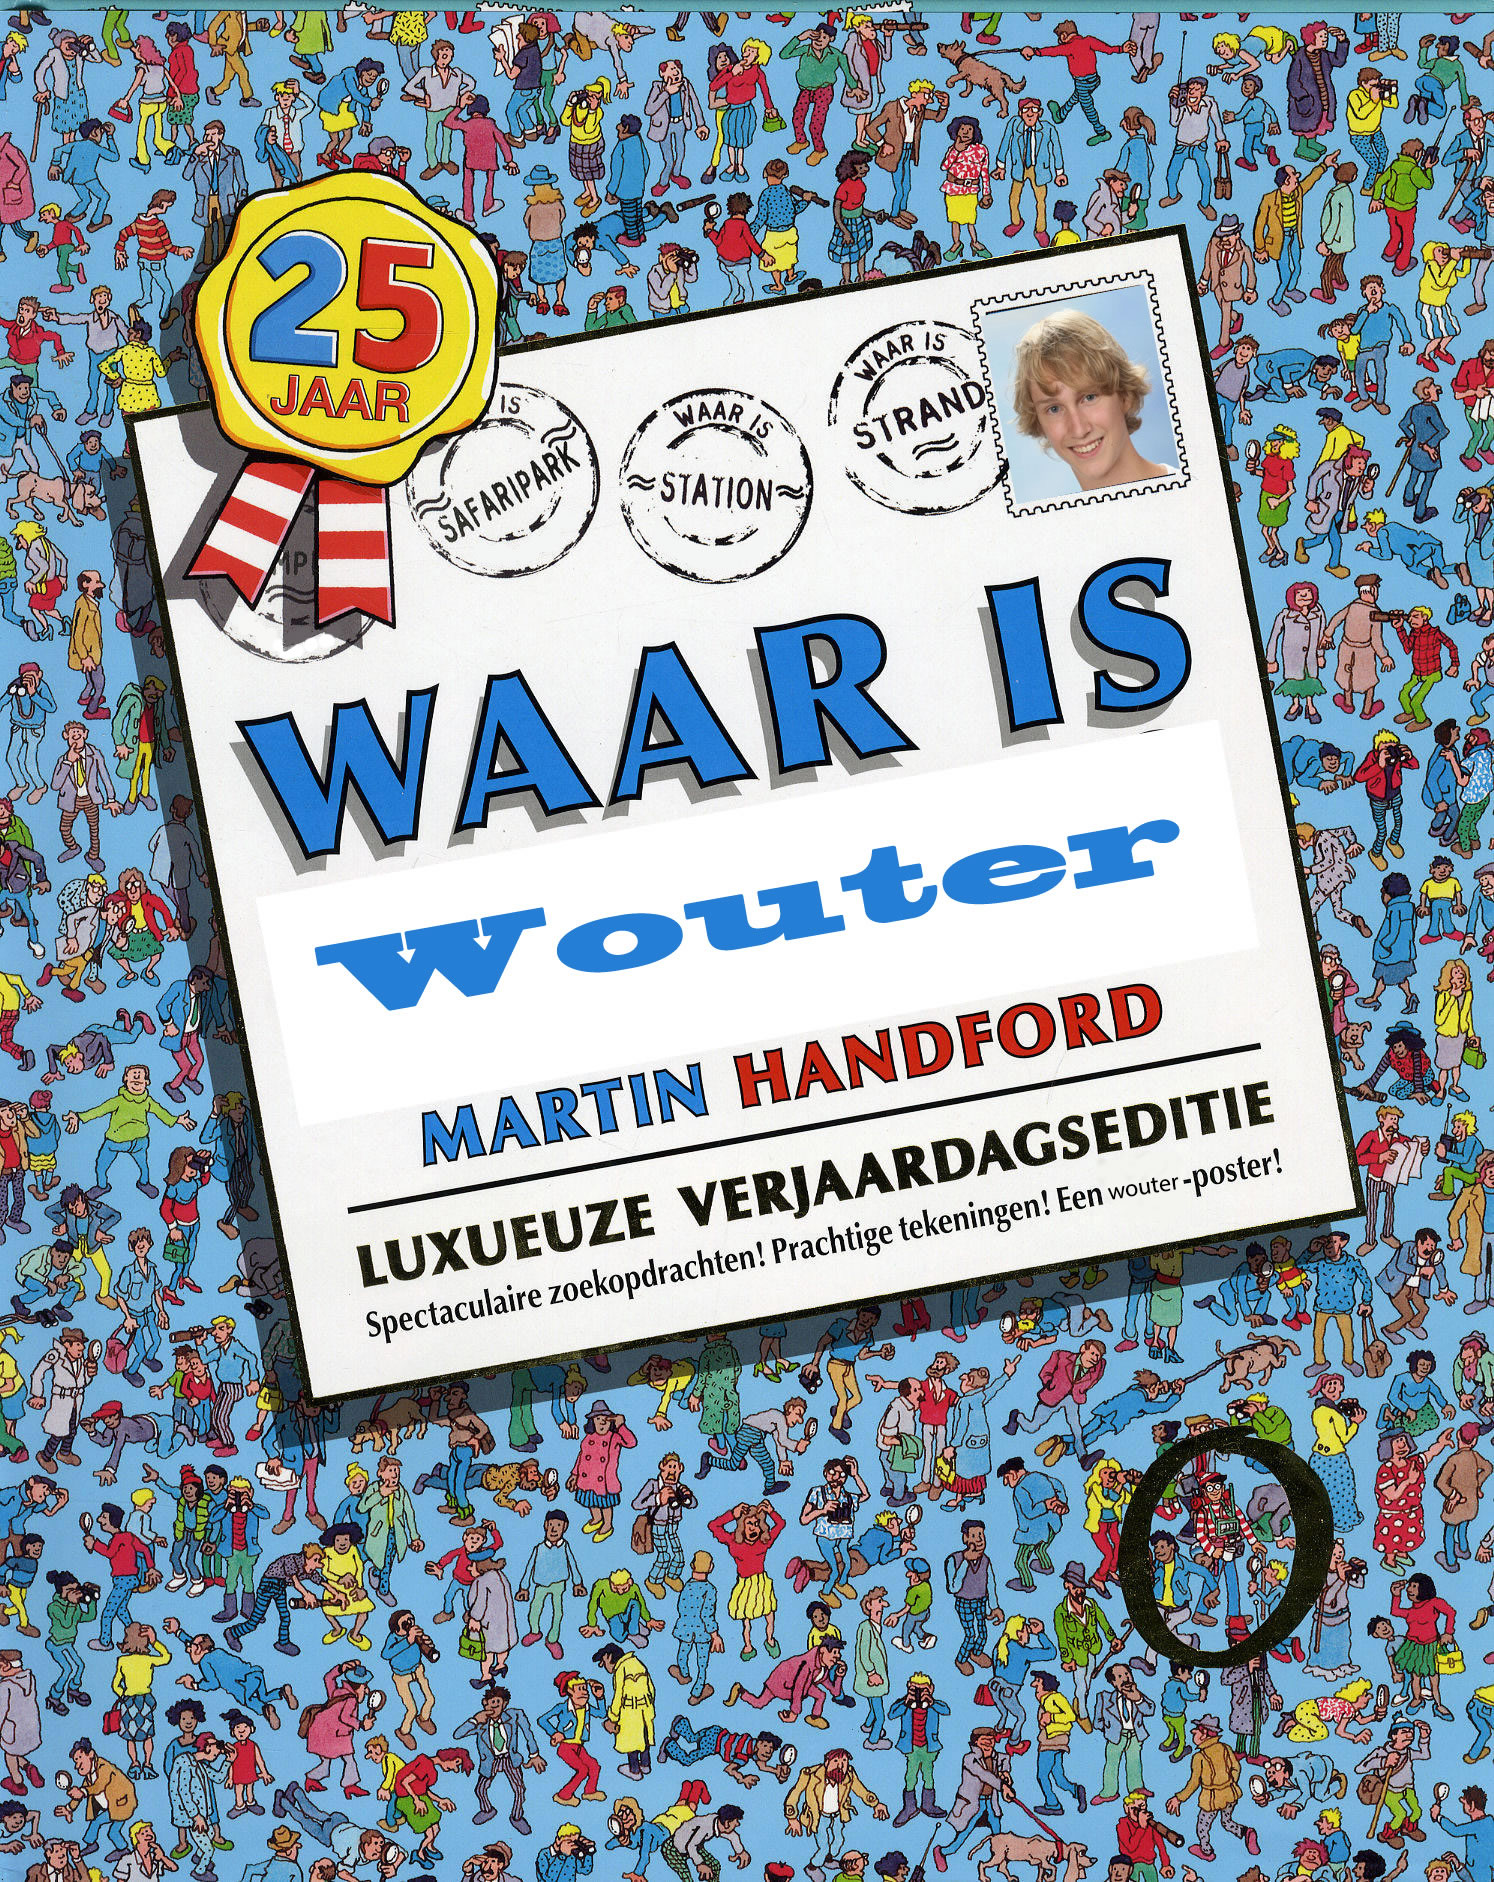 25
JAAR
IS
SAFARIPARK
WAAR IS
STATION
WAAR IS
STRAND
WAAR IS
Wouter
MARTIN HANDFORD
LUXUEUZE VERJAARDAGSEDITIE
Spectaculaire zoekopdrachten! Prachtige tekeningen! Een wouter-poster!